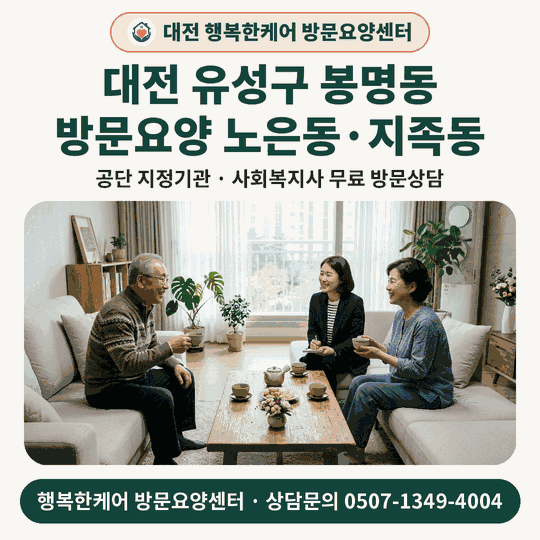 대전 행복한케어 방문요양센터
대전 유성구 봉명동
방문요양 노은동·지족동
공단 지정기관 · 사회복지사 무료 방문상담
행복한케어 방문요양센터 · 상담문의 0507-1349-4004